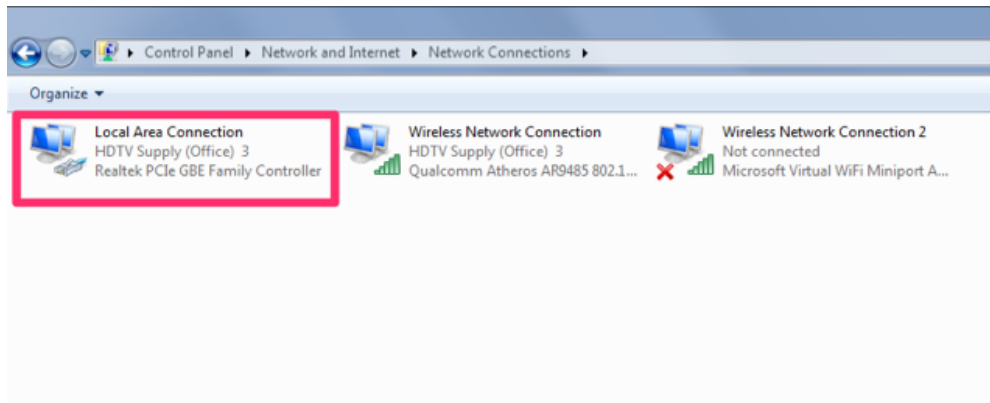 Control Panel ▸ Network and Internet ▸ Network Connections ▸
Organize ▾
Local Area Connection
HDTV Supply (Office) 3
Realtek PCIe GBE Family Controller
Wireless Network Connection
HDTV Supply (Office) 3
Qualcomm Atheros AR9485 802.1...
Wireless Network Connection 2
Not connected
Microsoft Virtual WiFi Miniport A...